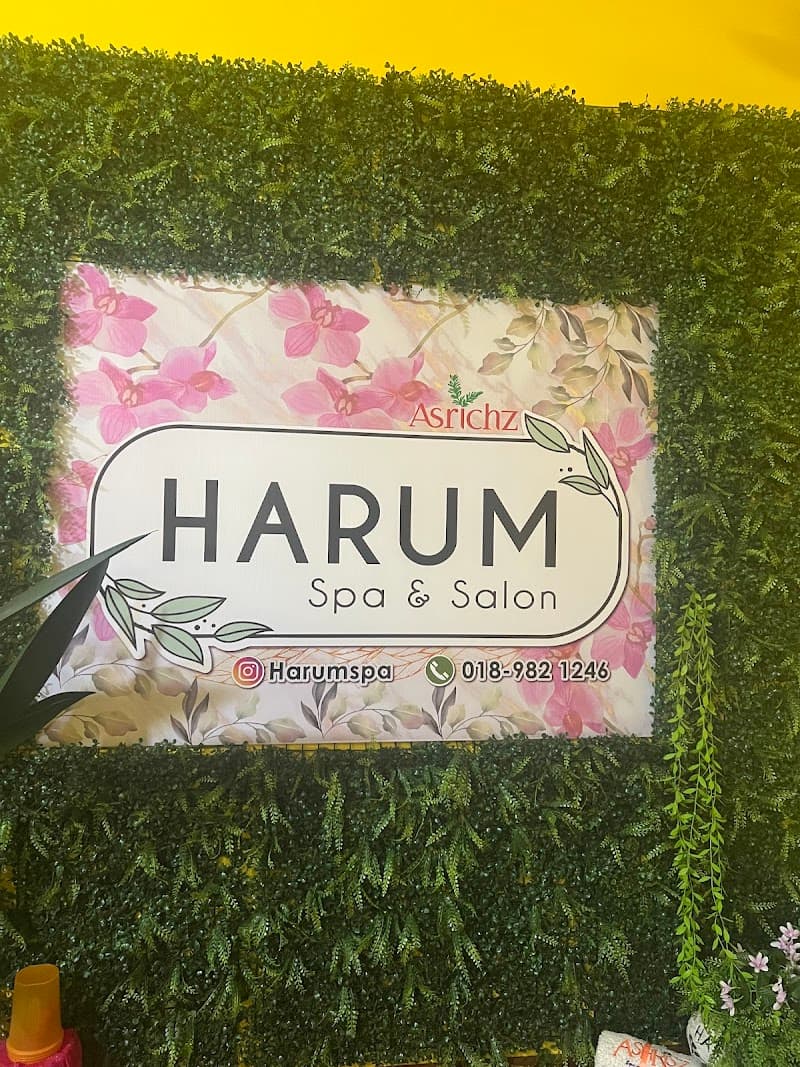 Asrichz
HARUM
Spa & Salon
Harumspa 018-982 1246